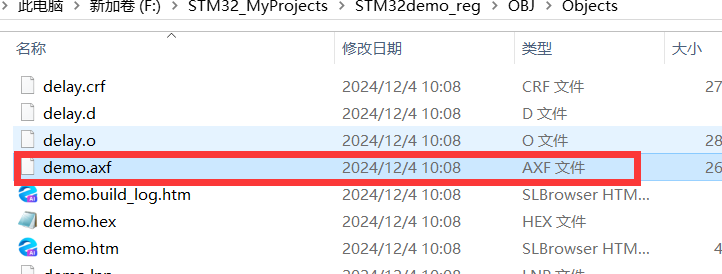 此电脑 > 新加卷 (F:) > STM32_MyProjects > STM32demo_reg > OBJ > Objects
名称 修改日期 类型 大小
delay.crf 2024/12/4 10:08 CRF 文件 27
delay.d 2024/12/4 10:08 D 文件
delay.o 2024/12/4 10:08 O 文件 28
demo.axf 2024/12/4 10:08 AXF 文件 26
demo.build_log.htm 2024/12/4 10:08 SLBrowser HTM...
demo.hex 2024/12/4 10:08 HEX 文件
demo.htm 2024/12/4 10:08 SLBrowser HTM... 4